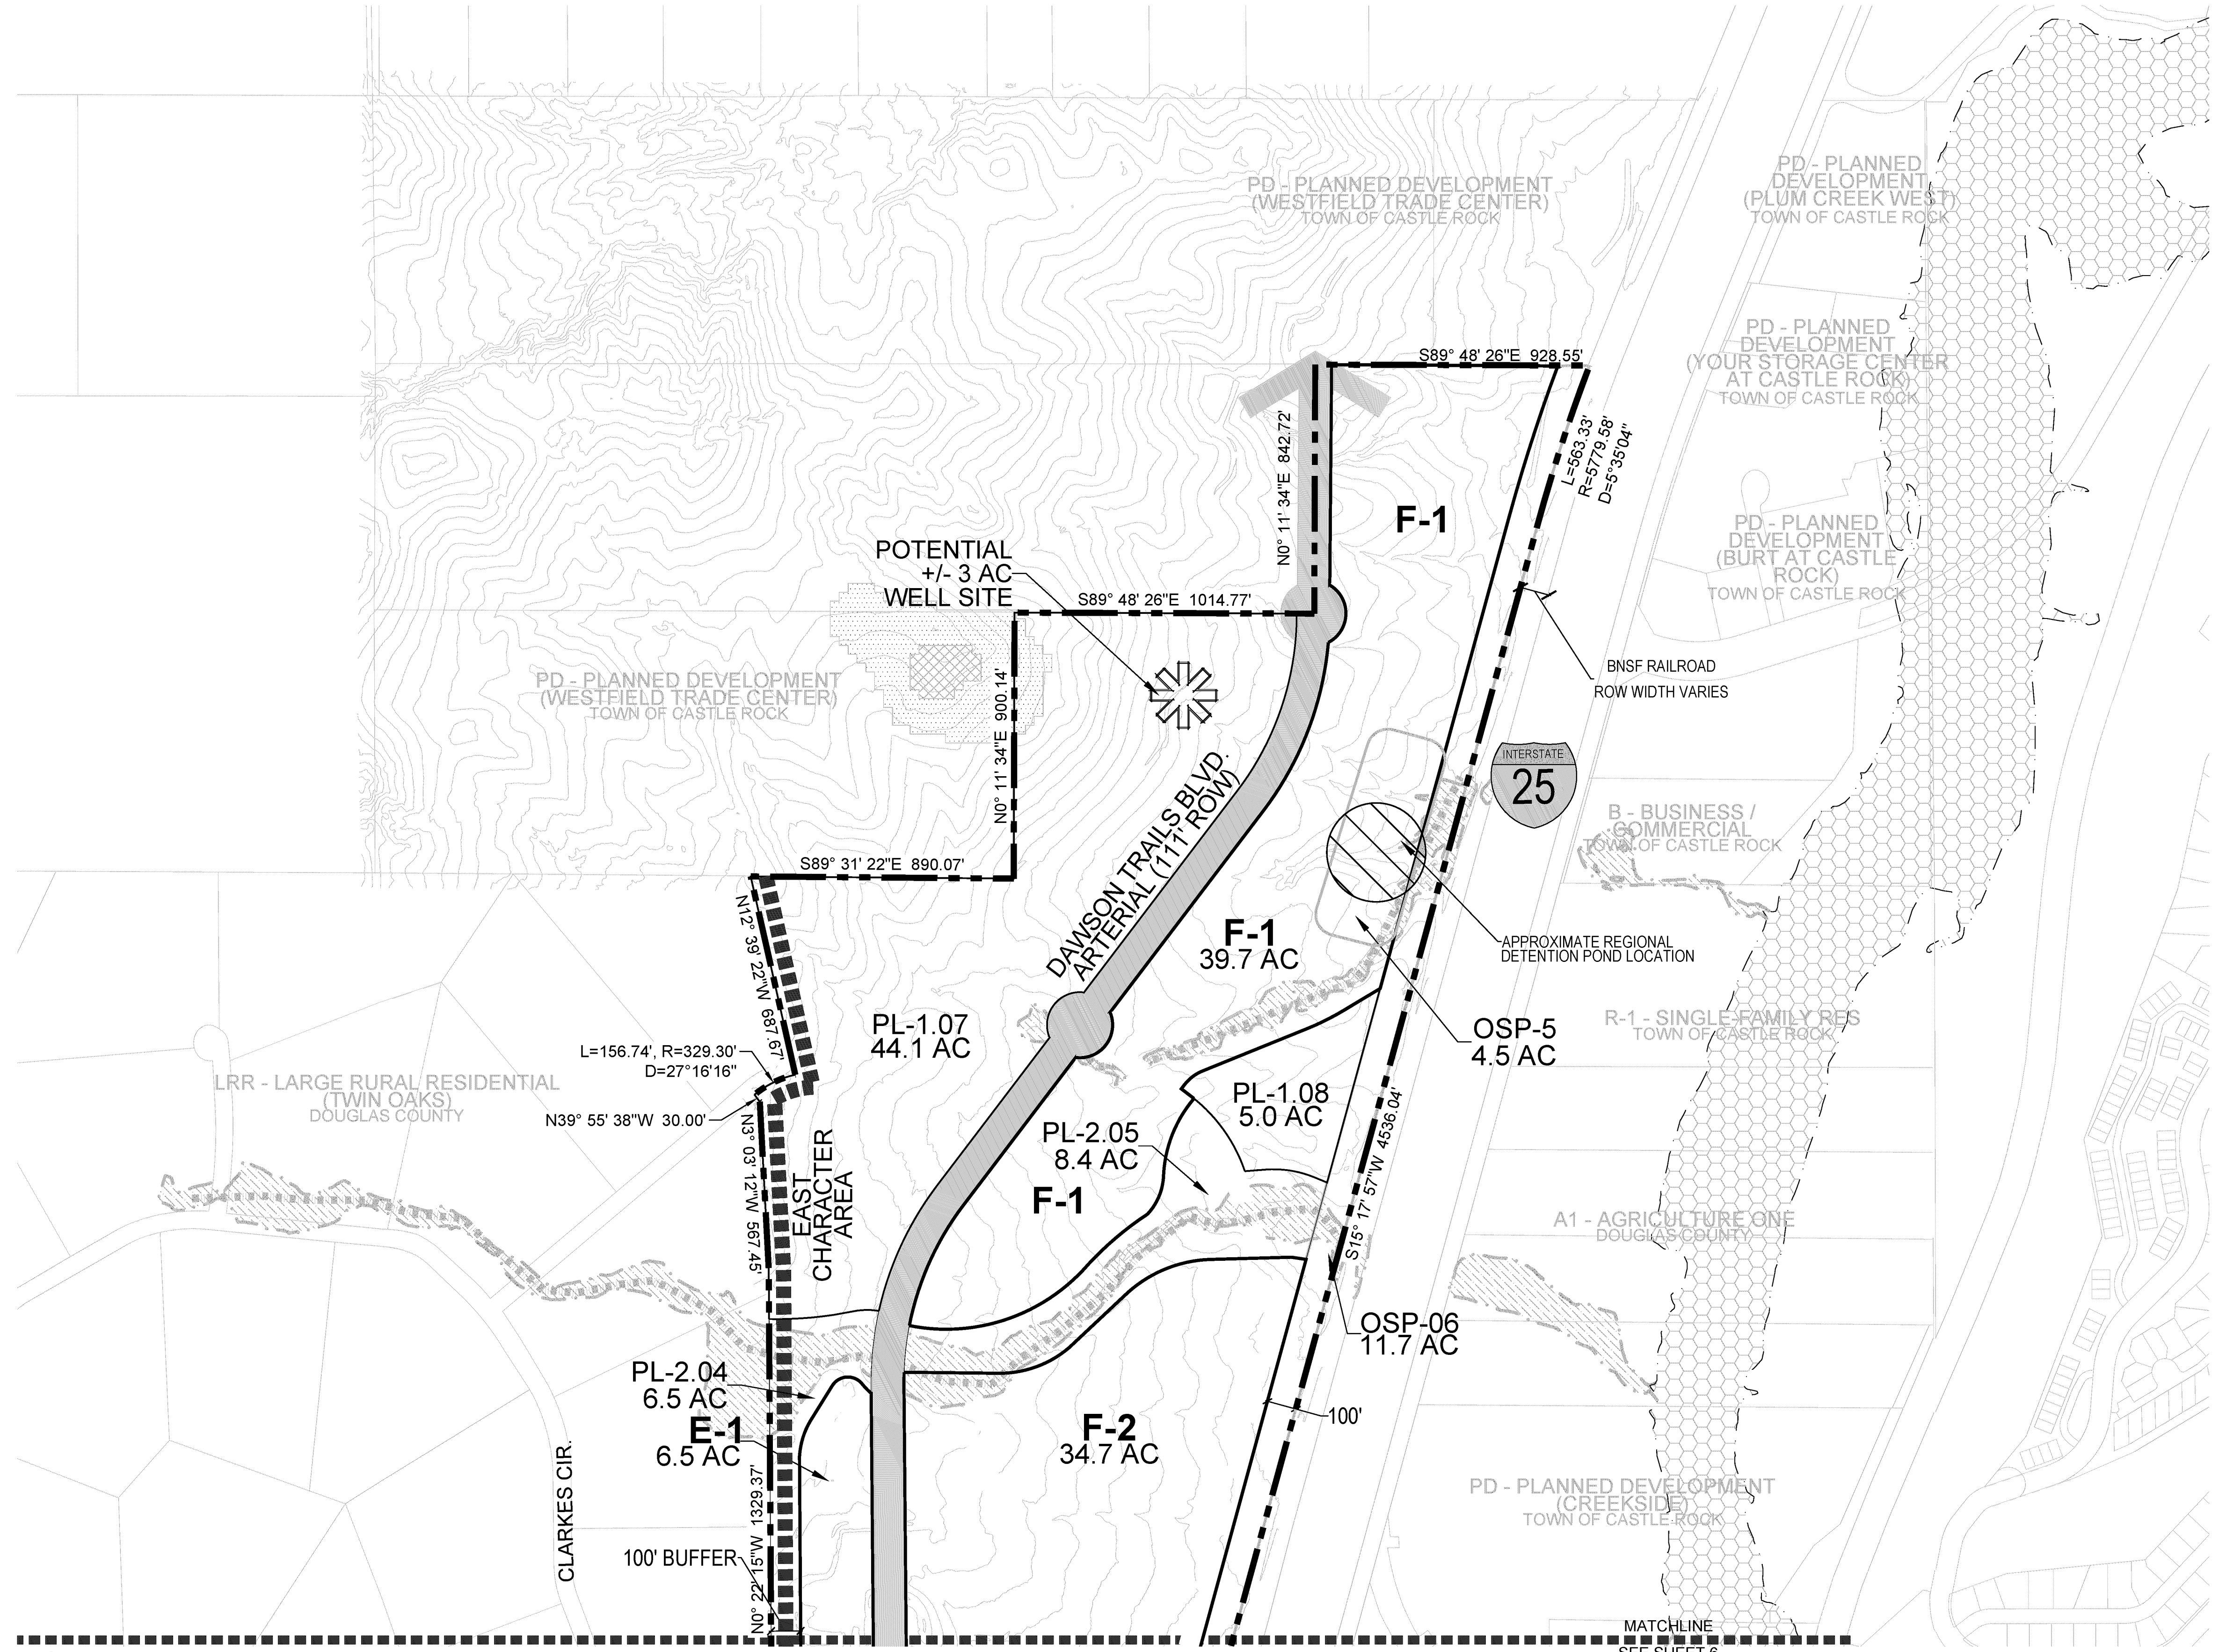 PD - PLANNED
DEVELOPMENT
(PLUM CREEK WEST)
TOWN OF CASTLE ROCK
PD - PLANNED DEVELOPMENT
(WESTFIELD TRADE CENTER)
TOWN OF CASTLE ROCK
PD - PLANNED
DEVELOPMENT
(YOUR STORAGE CENTER
AT CASTLE ROCK)
TOWN OF CASTLE ROCK
S89° 48' 26"E 928.55'
N0° 11' 34"E 842.72'
L=563.33'
R=5779.58'
D=5°35'04"
F-1
PD - PLANNED
DEVELOPMENT
(BURT AT CASTLE
ROCK)
TOWN OF CASTLE ROCK
POTENTIAL
+/- 3 AC
WELL SITE
S89° 48' 26"E 1014.77'
BNSF RAILROAD
ROW WIDTH VARIES
PD - PLANNED DEVELOPMENT
(WESTFIELD TRADE CENTER)
TOWN OF CASTLE ROCK
N0° 11' 34"E 900.14'
DAWSON TRAILS BLVD.
ARTERIAL (111' ROW)
INTERSTATE
25
B - BUSINESS /
COMMERCIAL
TOWN OF CASTLE ROCK
S89° 31' 22"E 890.07'
N12° 39' 22"W 687.67'
F-1
39.7 AC
APPROXIMATE REGIONAL
DETENTION POND LOCATION
PL-1.07
44.1 AC
OSP-5
4.5 AC
R-1 - SINGLE-FAMILY RES
TOWN OF CASTLE ROCK
L=156.74', R=329.30'
D=27°16'16"
LRR - LARGE RURAL RESIDENTIAL
(TWIN OAKS)
DOUGLAS COUNTY
N39° 55' 38"W 30.00'
PL-1.08
5.0 AC
PL-2.05
8.4 AC
S15° 17' 57"W 4536.04'
N3° 03' 12"W 567.45'
EAST
CHARACTER
AREA
F-1
A1 - AGRICULTURE ONE
DOUGLAS COUNTY
OSP-06
11.7 AC
PL-2.04
6.5 AC
E-1
6.5 AC
F-2
34.7 AC
100'
PD - PLANNED DEVELOPMENT
(CREEKSIDE)
TOWN OF CASTLE ROCK
CLARKES CIR.
100' BUFFER
N0° 22' 15"W 1329.37'
MATCHLINE
SEE SHEET 6